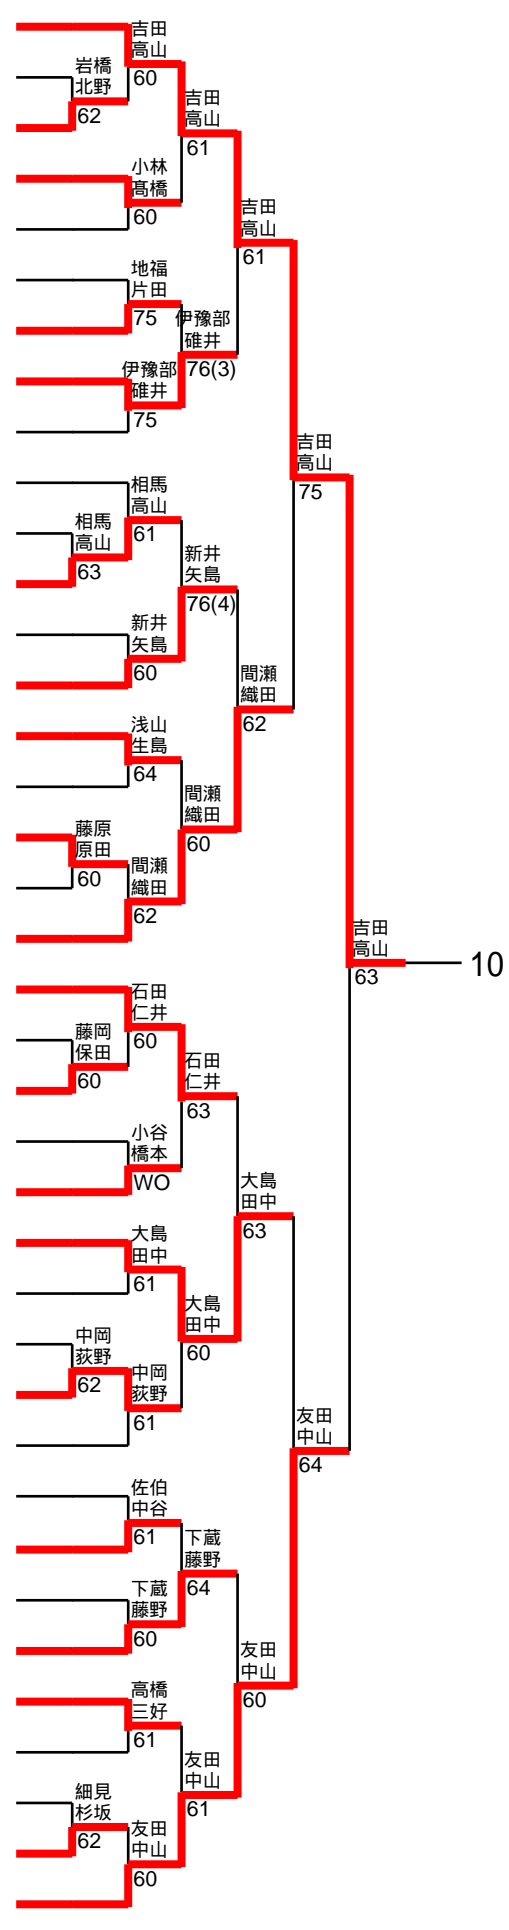 吉田
高山
60
岩橋
北野
62
吉田
高山
61
小林
髙橋
60
吉田
高山
61
地福
片田
75
伊豫部
碓井
76(3)
伊豫部
碓井
75
吉田
高山
75
相馬
高山
61
相馬
高山
63
新井
矢島
76(4)
新井
矢島
60
間瀬
織田
62
浅山
生島
64
間瀬
織田
60
藤原
原田
60
間瀬
織田
62
吉田
高山
63
10
石田
仁井
60
藤岡
保田
60
石田
仁井
63
小谷
橋本
WO
大島
田中
63
大島
田中
61
大島
田中
60
中岡
荻野
62
中岡
荻野
61
友田
中山
64
佐伯
中谷
61
下蔵
藤野
64
下蔵
藤野
60
友田
中山
60
高橋
三好
61
友田
中山
61
細見
杉坂
62
友田
中山
60